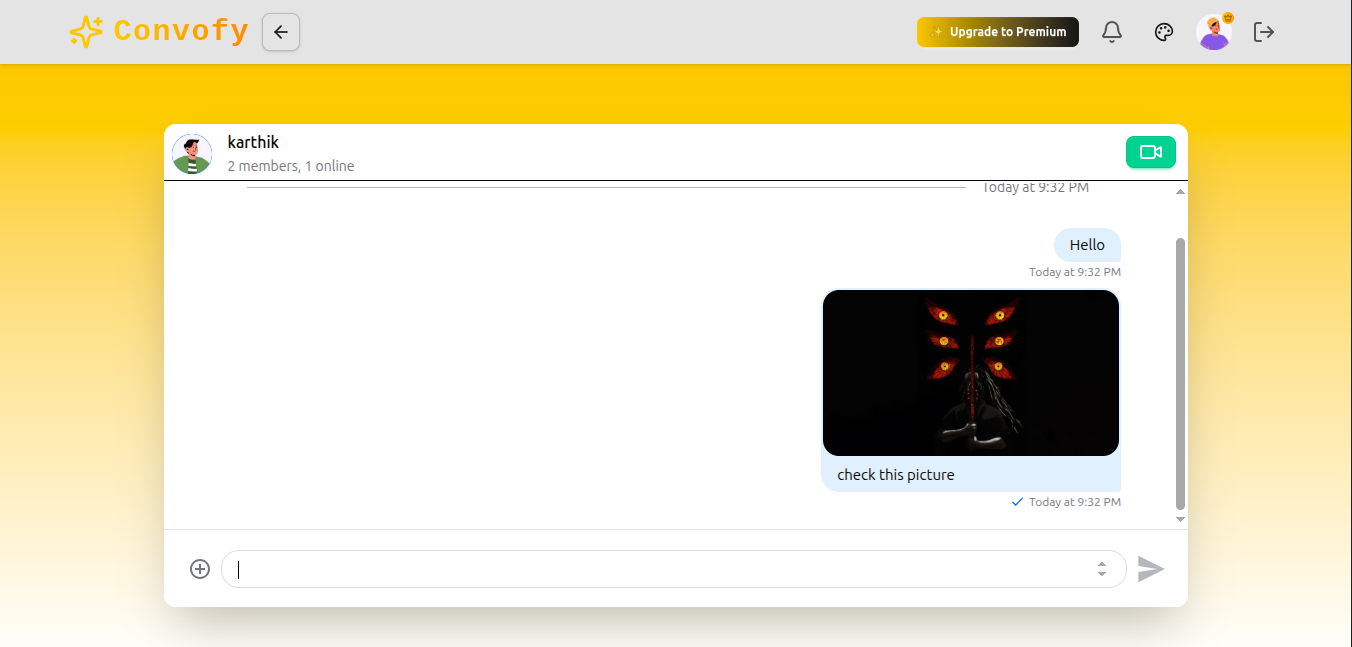 Convofy
Upgrade to Premium
karthik
2 members, 1 online
Today at 9:32 PM
Hello
Today at 9:32 PM
check this picture
Today at 9:32 PM